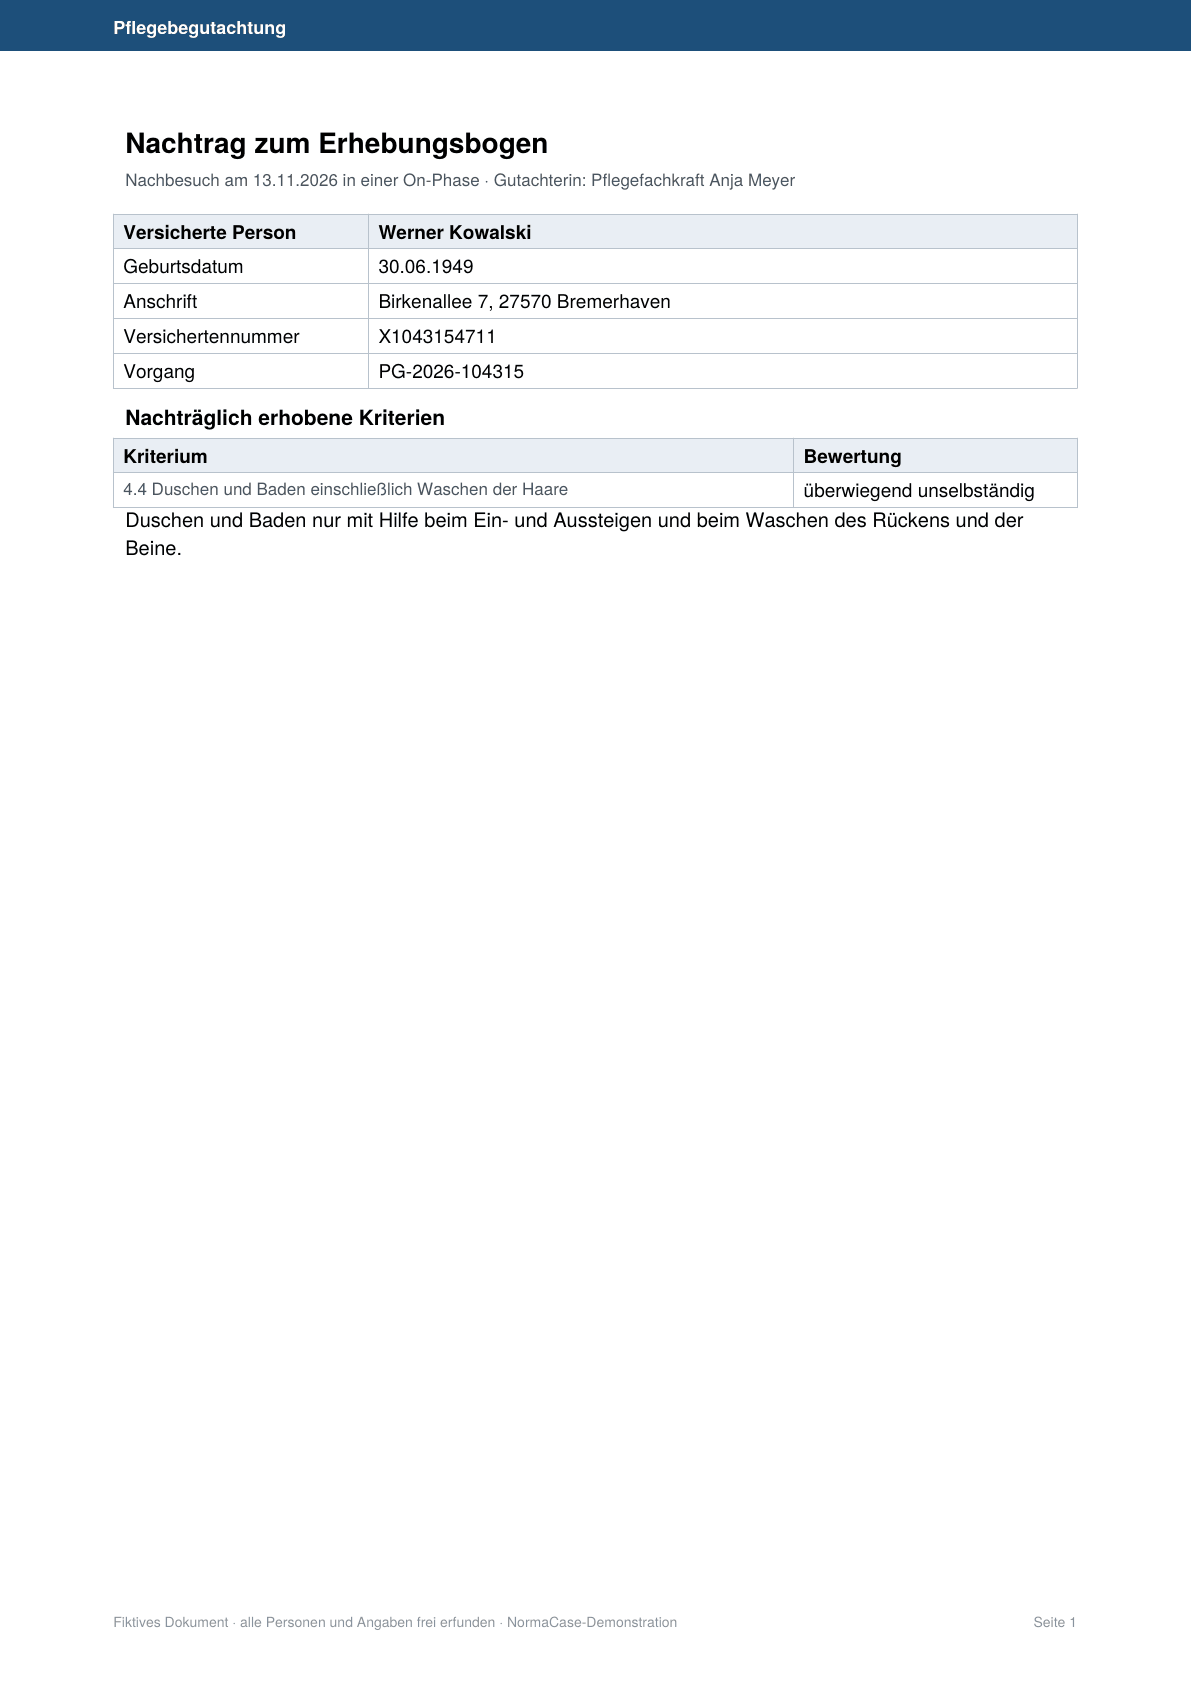 Pflegebegutachtung
Nachtrag zum Erhebungsbogen
Nachbesuch am 13.11.2026 in einer On-Phase · Gutachterin: Pflegefachkraft Anja Meyer
Versicherte Person Werner Kowalski
Geburtsdatum 30.06.1949
Anschrift Birkenallee 7, 27570 Bremerhaven
Versichertennummer X1043154711
Vorgang PG-2026-104315
Nachträglich erhobene Kriterien
Kriterium Bewertung
4.4 Duschen und Baden einschließlich Waschen der Haare überwiegend unselbständig
Duschen und Baden nur mit Hilfe beim Ein- und Aussteigen und beim Waschen des Rückens und der
Beine.
Fiktives Dokument · alle Personen und Angaben frei erfunden · NormaCase-Demonstration Seite 1